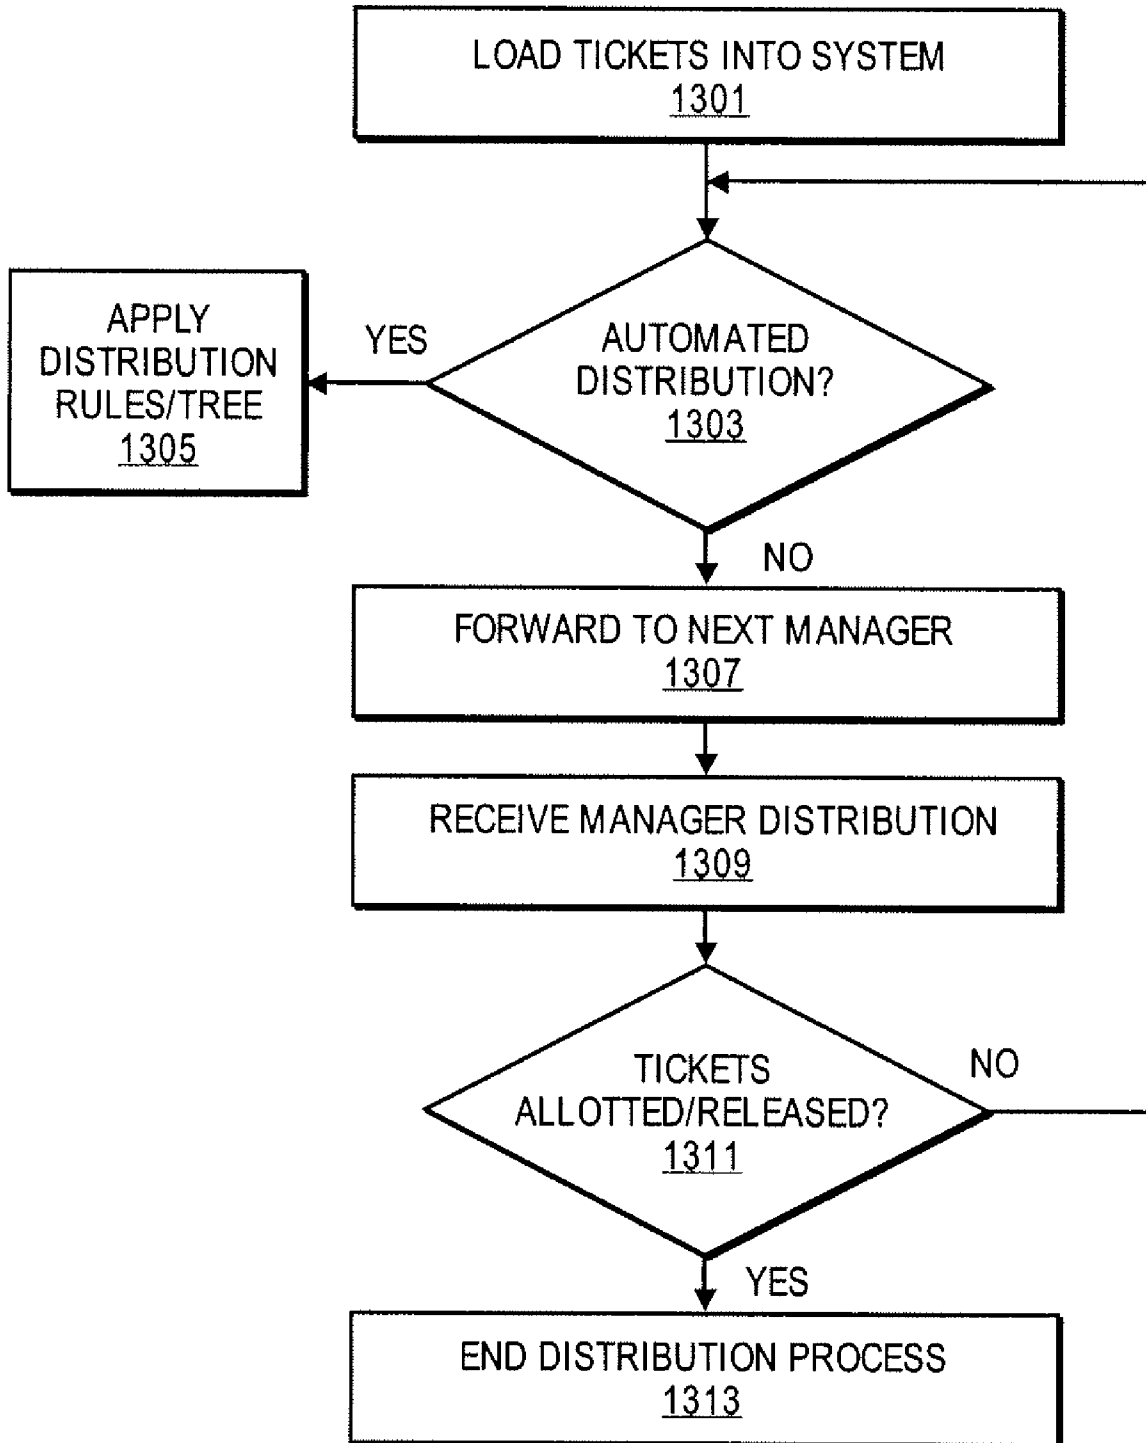 LOAD TICKETS INTO SYSTEM
1301
APPLY
DISTRIBUTION
RULES/TREE
1305
YES
AUTOMATED
DISTRIBUTION?
1303
NO
FORWARD TO NEXT MANAGER
1307
RECEIVE MANAGER DISTRIBUTION
1309
TICKETS
ALLOTTED/RELEASED?
1311
NO
YES
END DISTRIBUTION PROCESS
1313